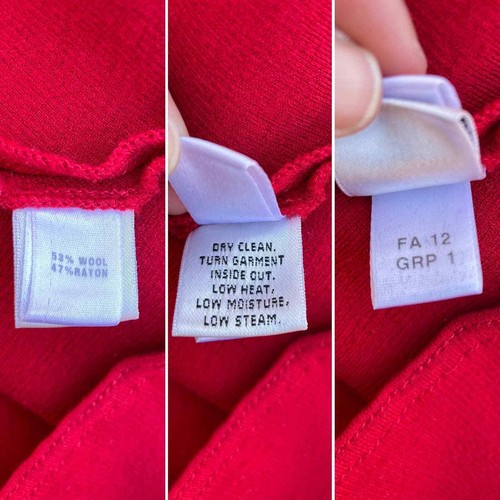 53% WOOL
47% RAYON
DRY CLEAN.
TURN GARMENT
INSIDE OUT.
LOW HEAT,
LOW MOISTURE,
LOW STEAM.
FA 12
GRP 1